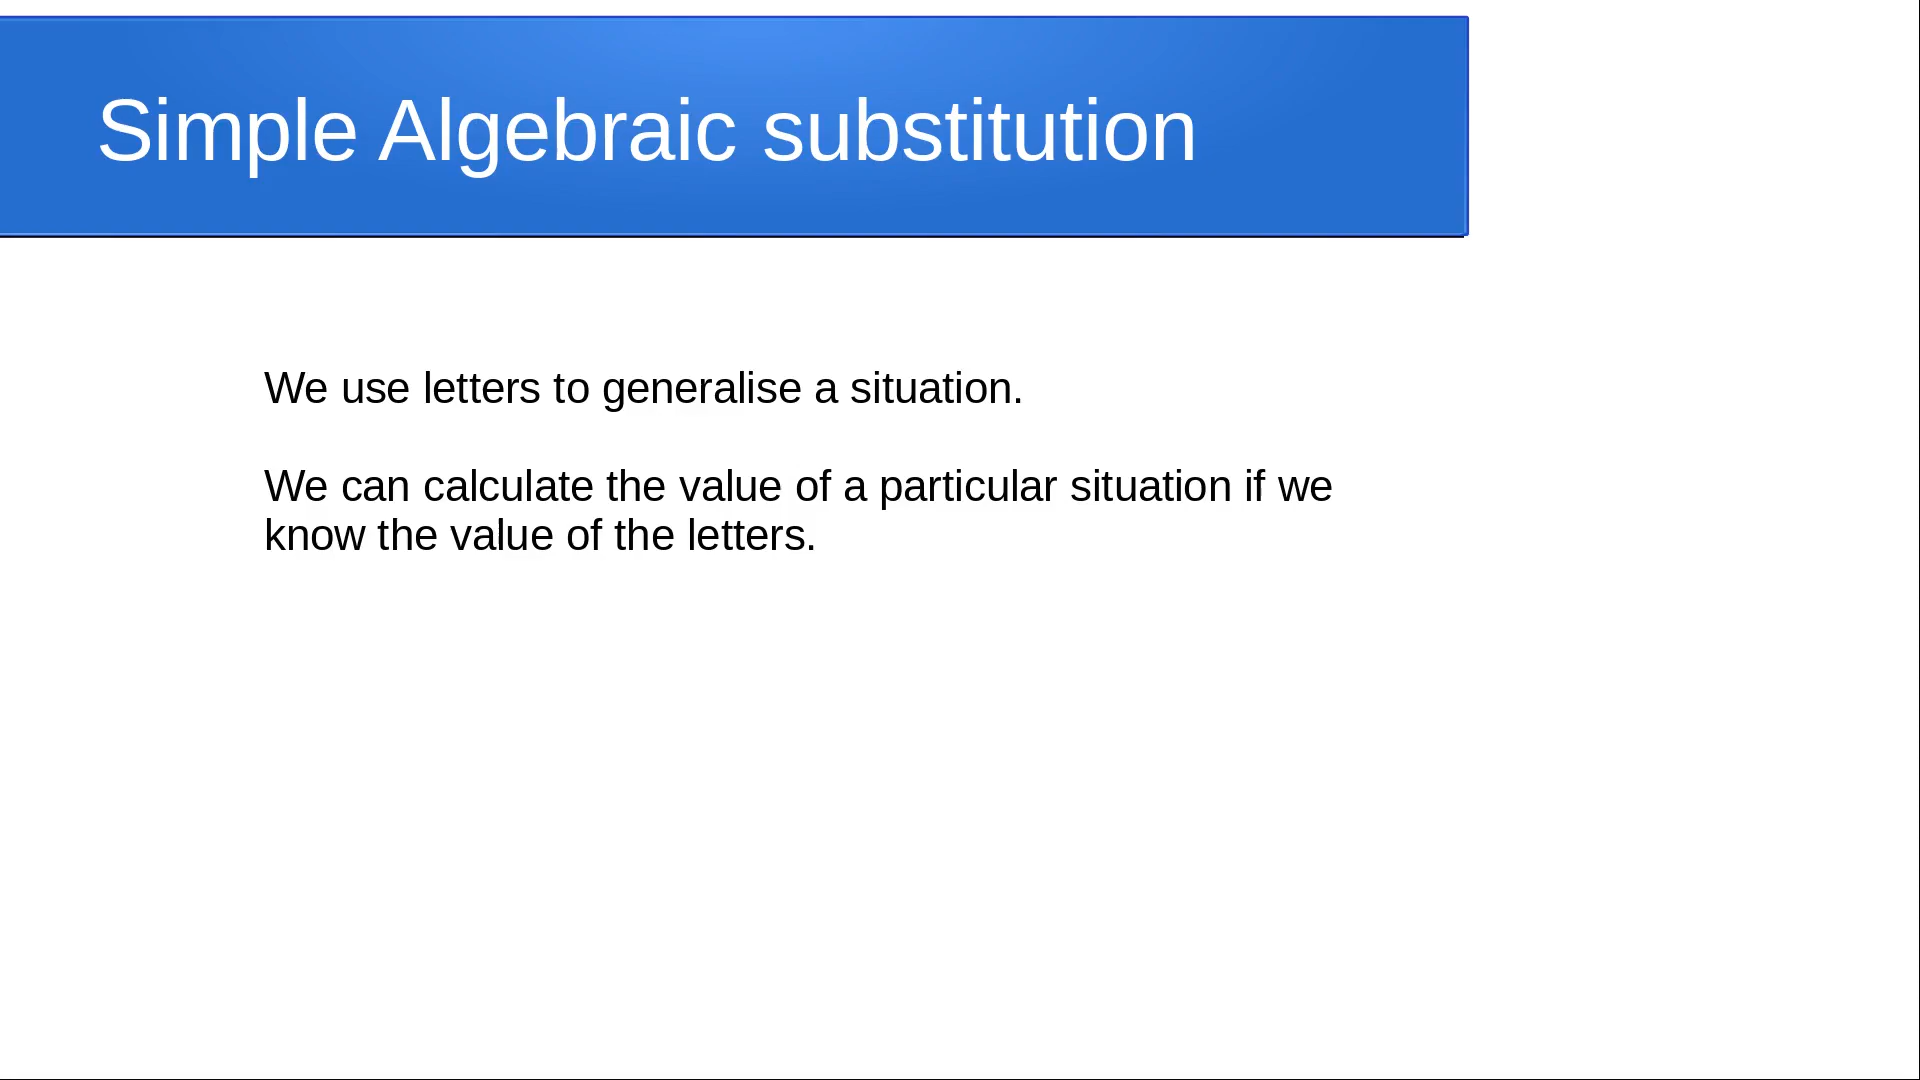 Simple Algebraic substitution
We use letters to generalise a situation.
We can calculate the value of a particular situation if we
know the value of the letters.